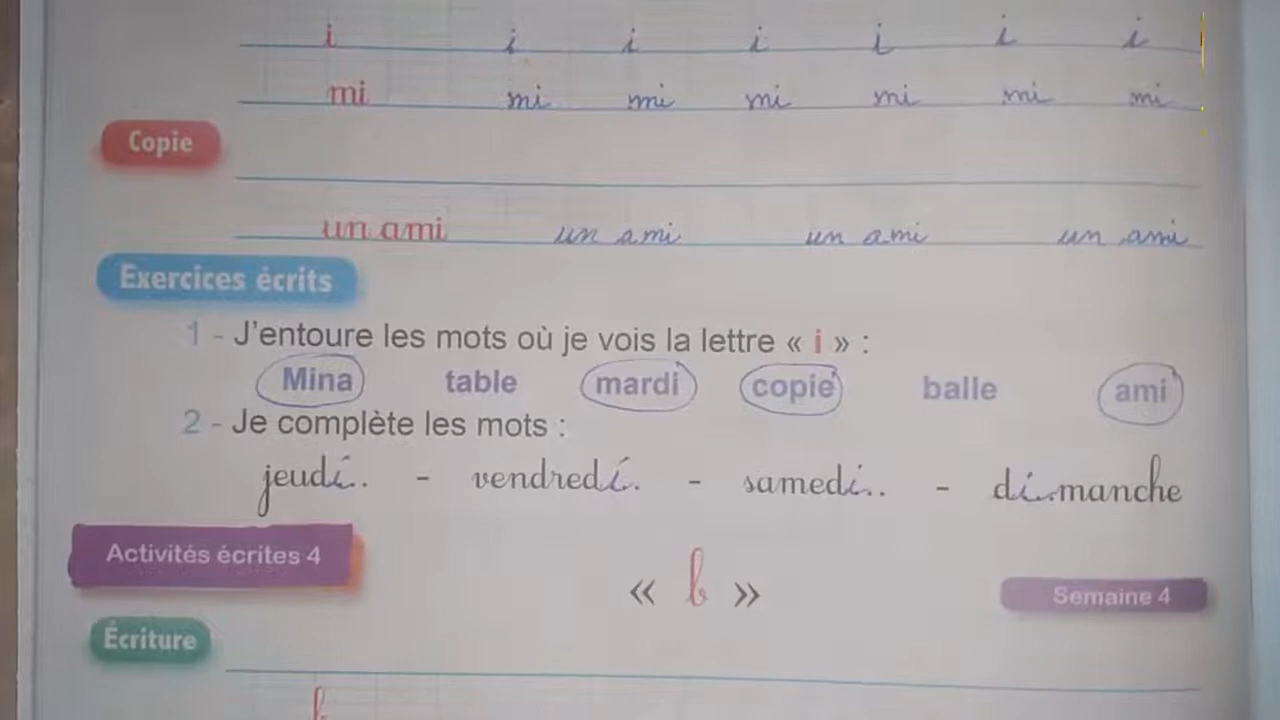 i i i i i i i
mi mi mi mi mi mi mi
Copie
un ami un ami un ami un ami
Exercices écrits
1 - J'entoure les mots où je vois la lettre « i » :
Mina table mardi copie balle ami
2 - Je complète les mots :
jeudi.. - vendredi. - samedi.. - di..manche
Activités écrites 4
« b »
Semaine 4
Écriture